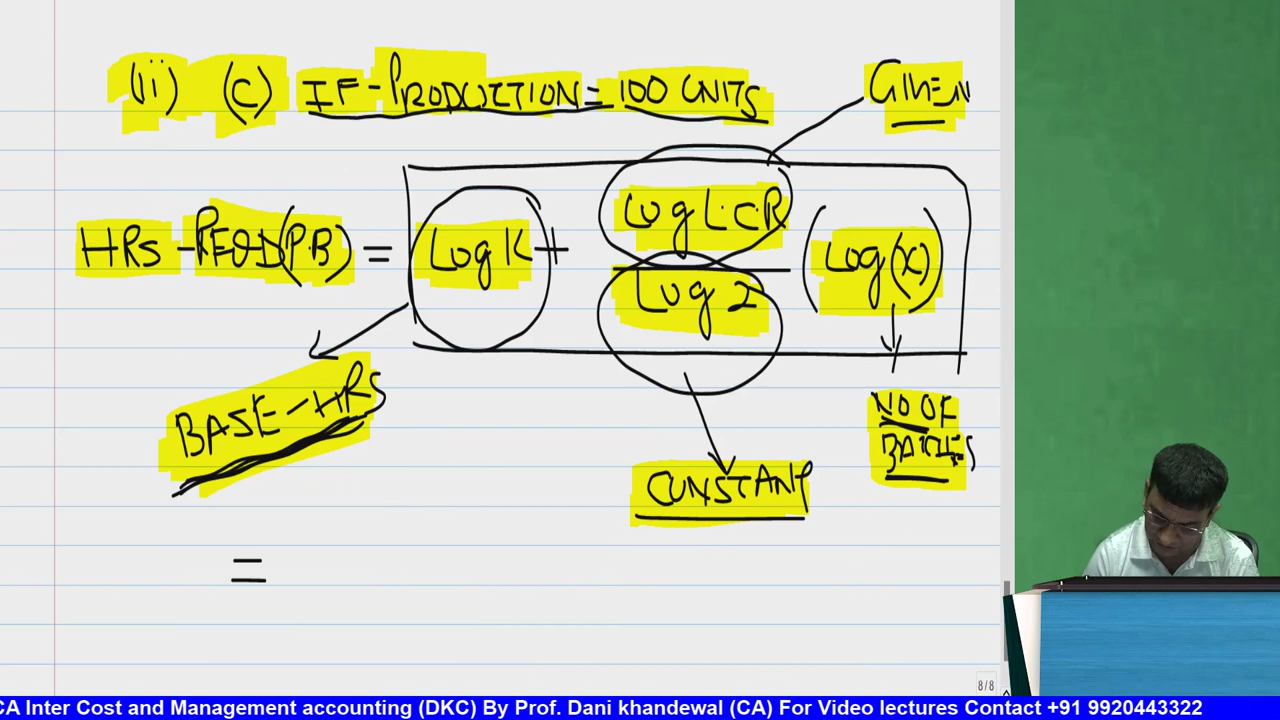 (ii) (C) IF-PRODUCTION = 100 UNITS GIVEN
HRS-REQD(P.B) = Log K + Log L.C.R / Log 2 (Log(X))
BASE-HRS
NO OF
BATCHES
CONSTANT
=
8/8
CA Inter Cost and Management accounting (DKC) By Prof. Dani khandewal (CA) For Video lectures Contact +91 9920443322